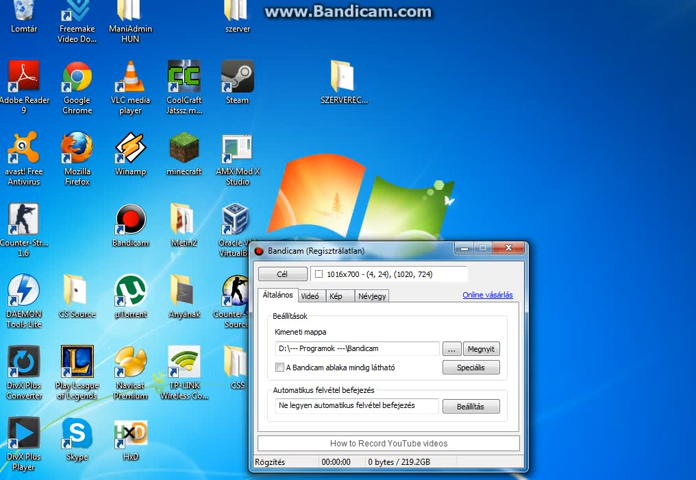 www.Bandicam.com
Lomtár
Freemake
Video Do...
ManiAdmin
HUN
szerver
Adobe Reader
9
Google
Chrome
VLC media
player
CoolCraft
Játssz m...
Steam
SZERVEREC...
avast! Free
Antivirus
Mozilla
Firefox
Winamp
minecraft
AMX Mod X
Studio
Counter-Str...
1.6
Bandicam
Metin2
Oracle VM
VirtualB
DAEMON
Tools Lite
CS Source
µTorrent
Anyának
Counter-S
Source
DivX Plus
Converter
Play League
of Legends
Navicat
Premium
TP-LINK
Wireless Co...
CSS
DivX Plus
Player
Skype
HxD
Bandicam (Regisztrálatlan)
Cél
1016x700 - (4, 24), (1020, 724)
Általános
Videó
Kép
Névjegy
Online vásárlás
Beállítások
Kimeneti mappa
D:\--- Programok ---\Bandicam
...
Megnyit
A Bandicam ablaka mindig látható
Speciális
Automatikus felvétel befejezés
Ne legyen automatikus felvétel befejezés
Beállítás
How to Record YouTube videos
Rögzítés
00:00:00
0 bytes / 219.2GB